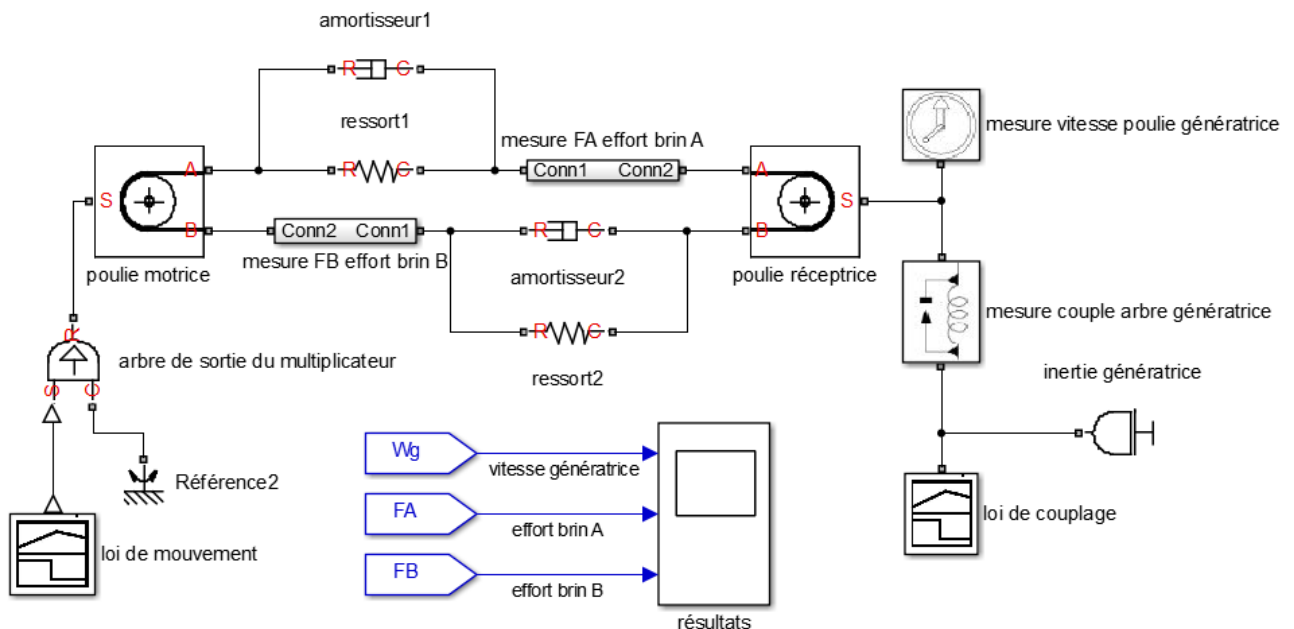 amortisseur1
R C
ressort1
R C
mesure FA effort brin A
Conn1 Conn2
mesure vitesse poulie génératrice
S A B
poulie motrice
Conn2 Conn1
mesure FB effort brin B
R C
amortisseur2
R C
ressort2
A B S
poulie réceptrice
mesure couple arbre génératrice
inertie génératrice
R
S C
arbre de sortie du multiplicateur
Référence2
loi de mouvement
Wg
vitesse génératrice
FA
effort brin A
FB
effort brin B
résultats
loi de couplage